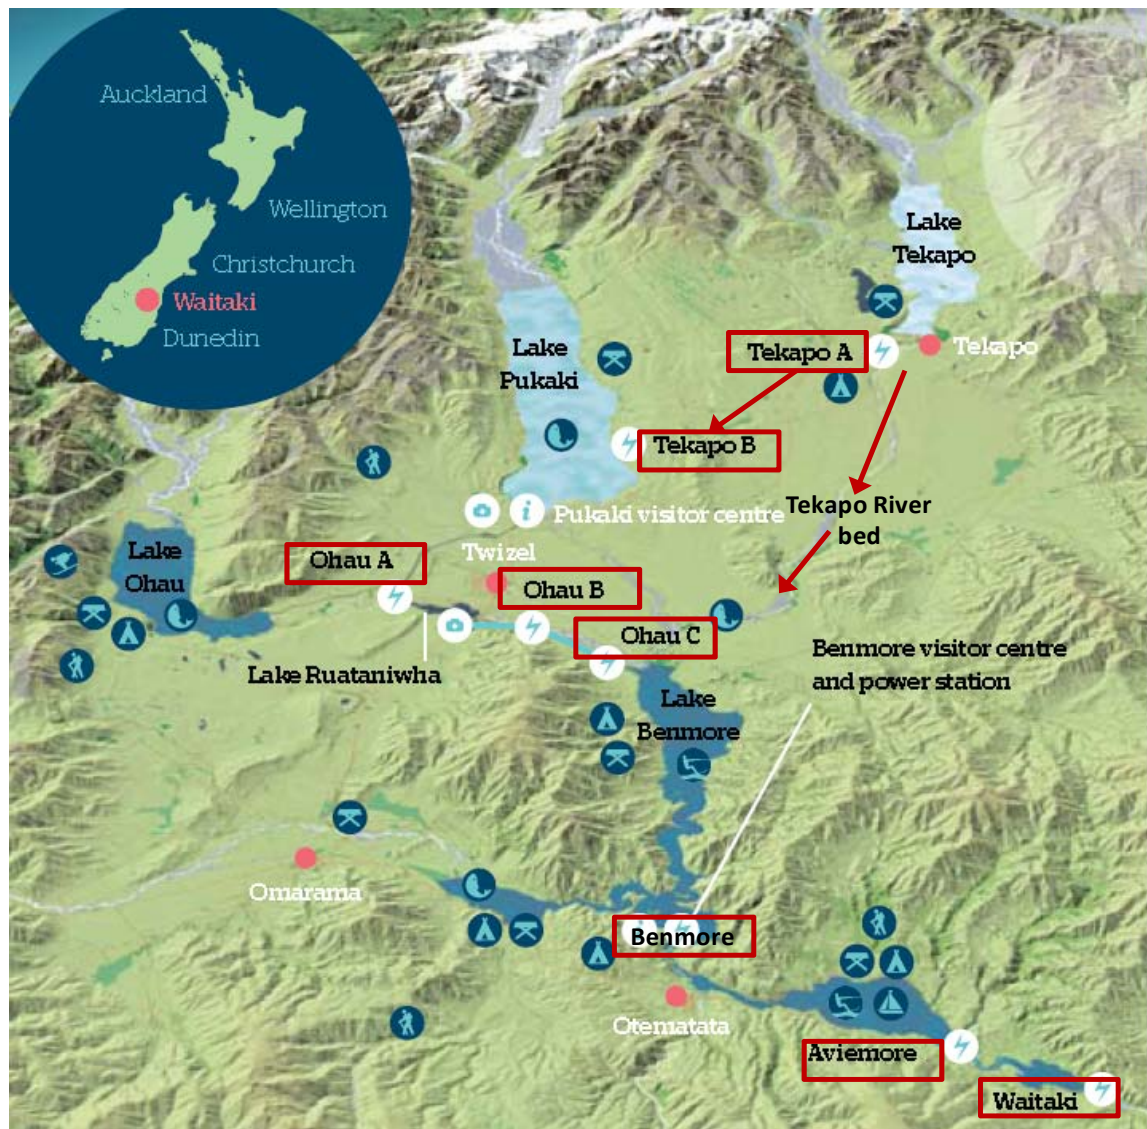 Auckland
Wellington
Christchurch
Waitaki
Dunedin
Lake
Tekapo
Tekapo A
Tekapo
Lake
Pukaki
Tekapo B
Pukaki visitor centre
Tekapo River
bed
Twizel
Lake
Ohau
Ohau A
Ohau B
Ohau C
Lake Ruataniwha
Benmore visitor centre
and power station
Lake
Benmore
Omarama
Benmore
Otematata
Aviemore
Waitaki